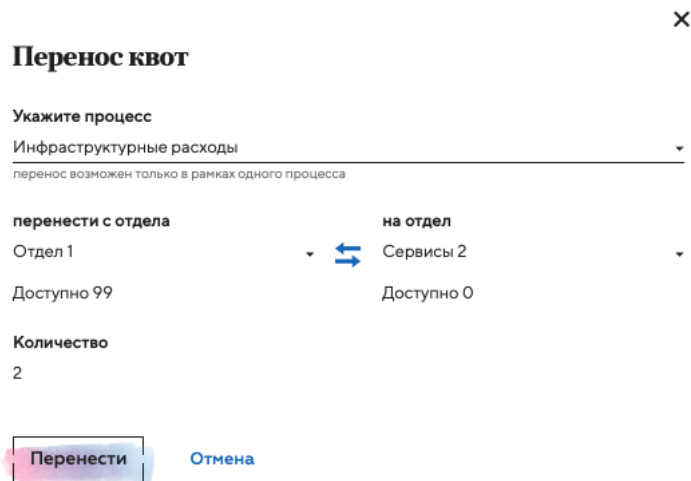 Перенос квот
Укажите процесс
Инфраструктурные расходы
перенос возможен только в рамках одного процесса
перенести с отдела
на отдел
Отдел 1
Сервисы 2
Доступно 99
Доступно 0
Количество
2
Перенести
Отмена